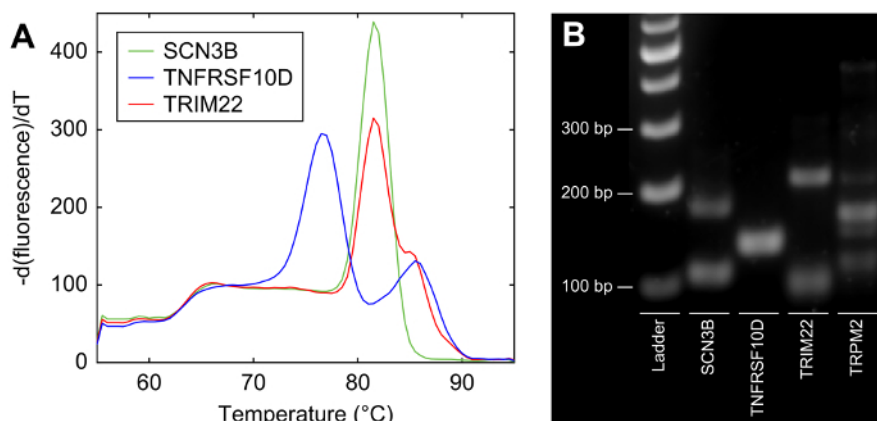 A
-d(fluorescence)/dT
400
300
200
100
0
SCN3B
TNFRSF10D
TRIM22
60
70
80
90
Temperature (°C)
B
300 bp
200 bp
100 bp
Ladder
SCN3B
TNFRSF10D
TRIM22
TRPM2